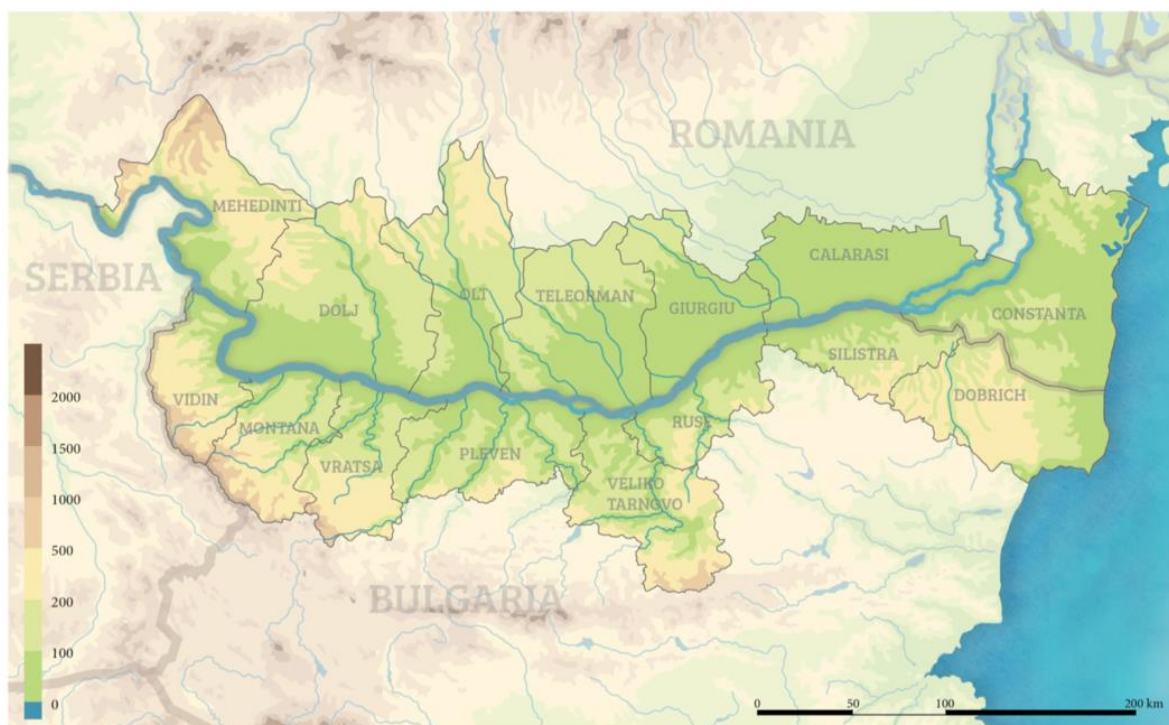 ROMANIA
MEHEDINTI
CALARASI
SERBIA
OLT
TELEORMAN
DOLJ
GIURGIU
CONSTANTA
SILISTRA
DOBRICH
VIDIN
2000
MONTANA
RUSE
1500
VRATSA
PLEVEN
VELIKO
TARNOVO
1000
500
BULGARIA
200
100
0
0 50 100 200 km